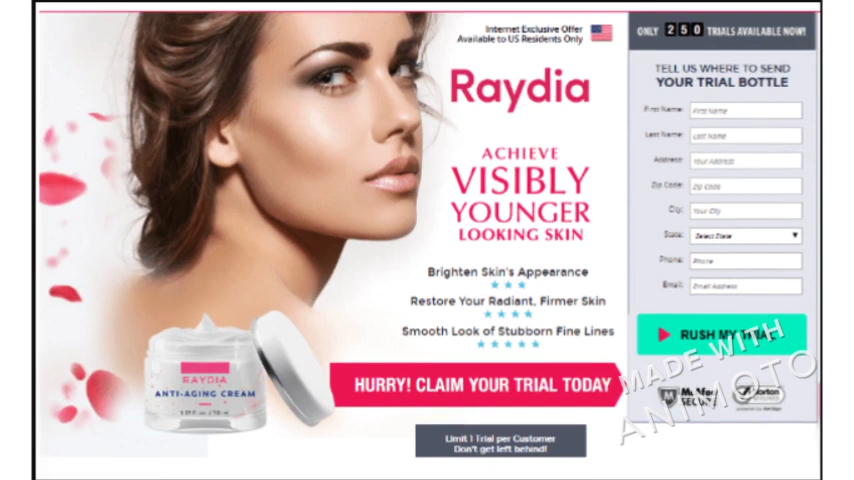 Internet Exclusive Offer
Available to US Residents Only
Raydia
ACHIEVE
VISIBLY
YOUNGER
LOOKING SKIN
Brighten Skin's Appearance
Restore Your Radiant, Firmer Skin
Smooth Look of Stubborn Fine Lines
RAYDIA
ANTI-AGING CREAM
HURRY! CLAIM YOUR TRIAL TODAY
Limit 1 Trial per Customer
Don't get left behind!
ONLY 250 TRIALS AVAILABLE NOW!
TELL US WHERE TO SEND
YOUR TRIAL BOTTLE
First Name: First Name
Last Name: Last Name
Address: Your Address
Zip Code: Zip Code
City: Your City
State: Select State
Phone: Phone
Email: Email Address
RUSH MY TRIAL
McAfee
SECURE
Norton
MADE WITH
ANIMOTO